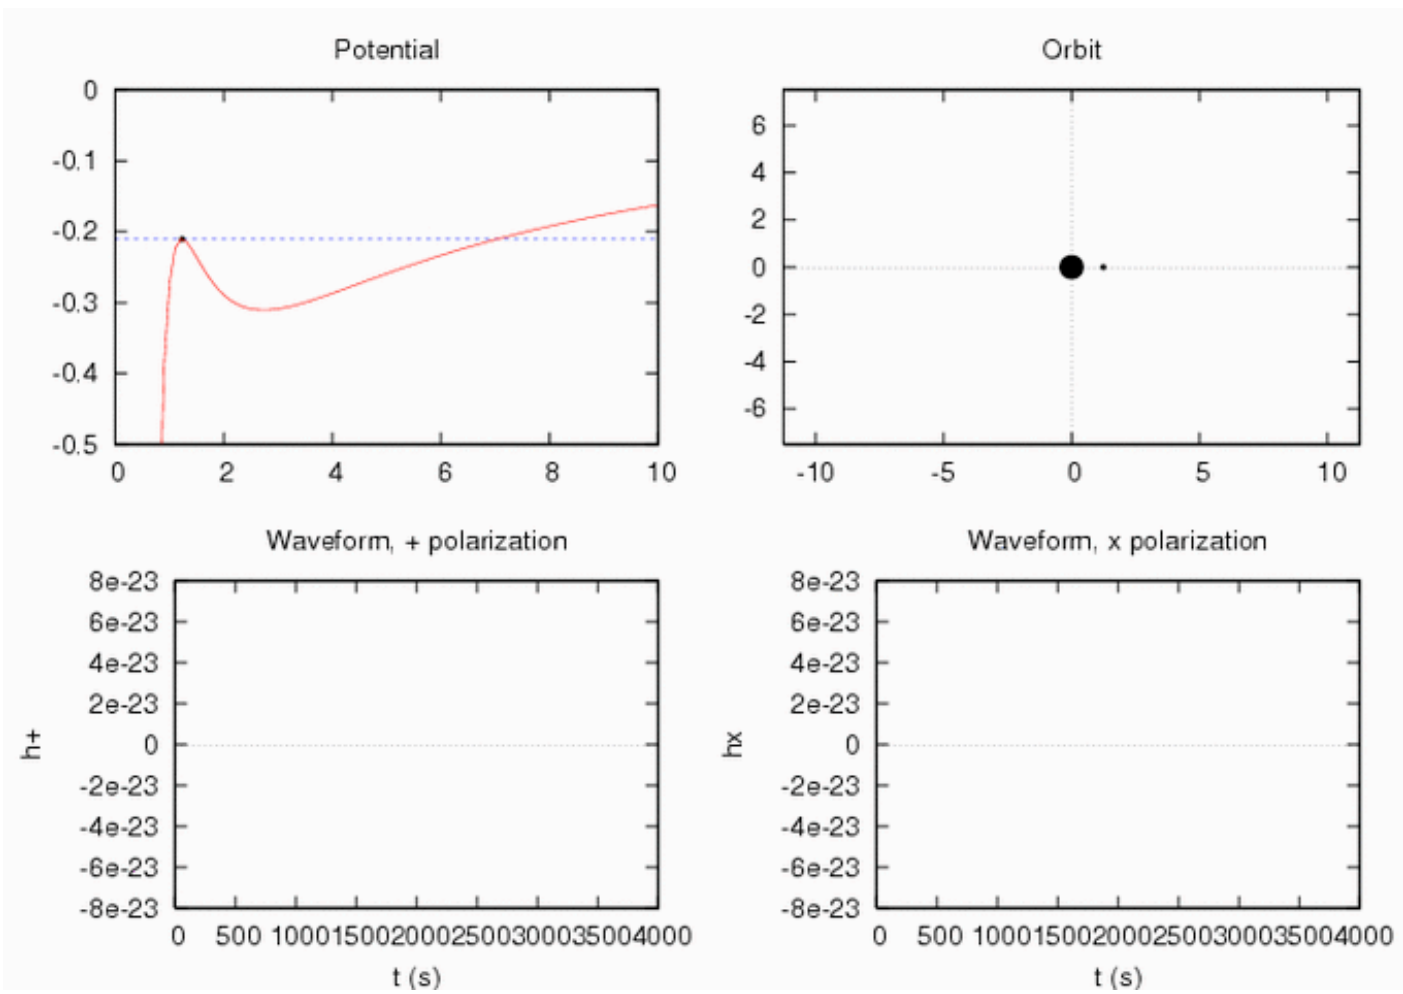 Potential
0
-0.1
-0.2
-0.3
-0.4
-0.5
0 2 4 6 8 10
Orbit
6
4
2
0
-2
-4
-6
-10 -5 0 5 10
Waveform, + polarization
8e-23
6e-23
4e-23
2e-23
0
-2e-23
-4e-23
-6e-23
-8e-23
h+
0 500 1000 1500 2000 2500 3000 3500 4000
t (s)
Waveform, x polarization
8e-23
6e-23
4e-23
2e-23
0
-2e-23
-4e-23
-6e-23
-8e-23
hx
0 500 1000 1500 2000 2500 3000 3500 4000
t (s)